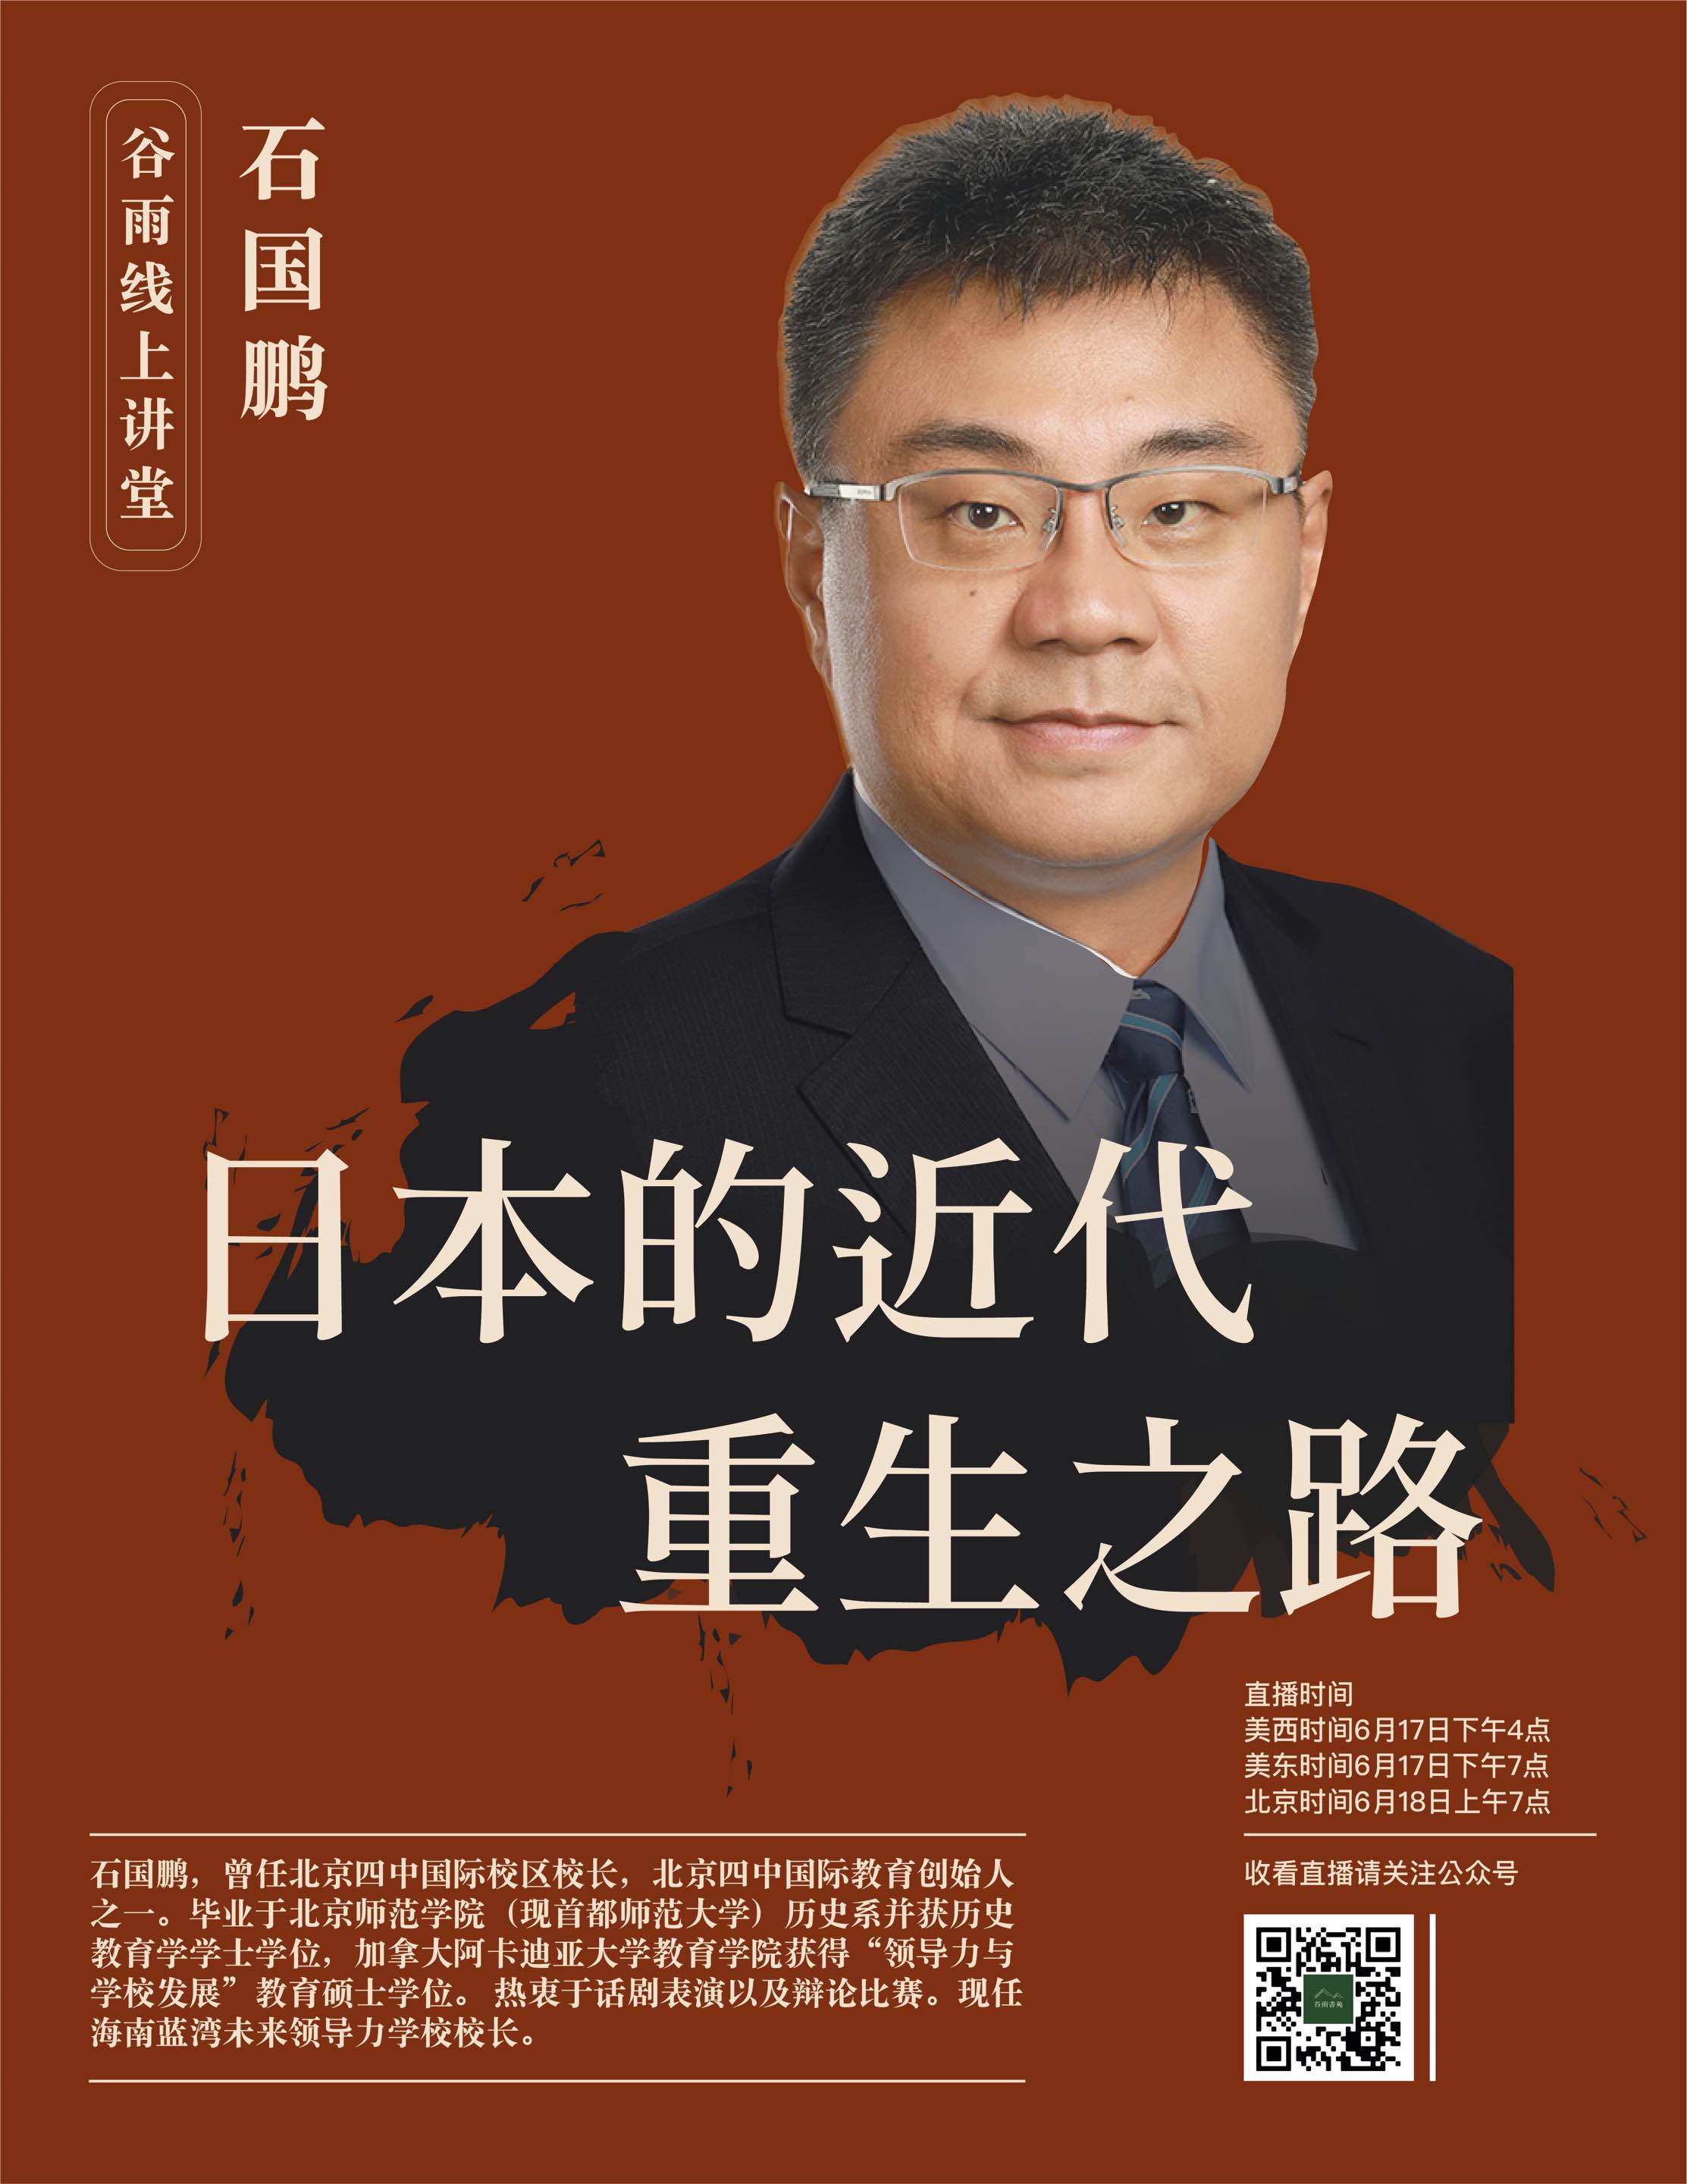 谷雨线上讲堂
石国鹏
日本的近代
重生之路
直播时间
美西时间6月17日下午4点
美东时间6月17日下午7点
北京时间6月18日上午7点
石国鹏，曾任北京四中国际校区校长，北京四中国际教育创始人
之一。毕业于北京师范学院（现首都师范大学）历史系并获历史
教育学学士学位，加拿大阿卡迪亚大学教育学院获得“领导力与
学校发展”教育硕士学位。 热衷于话剧表演以及辩论比赛。现任
海南蓝湾未来领导力学校校长。
收看直播请关注公众号
谷雨书苑